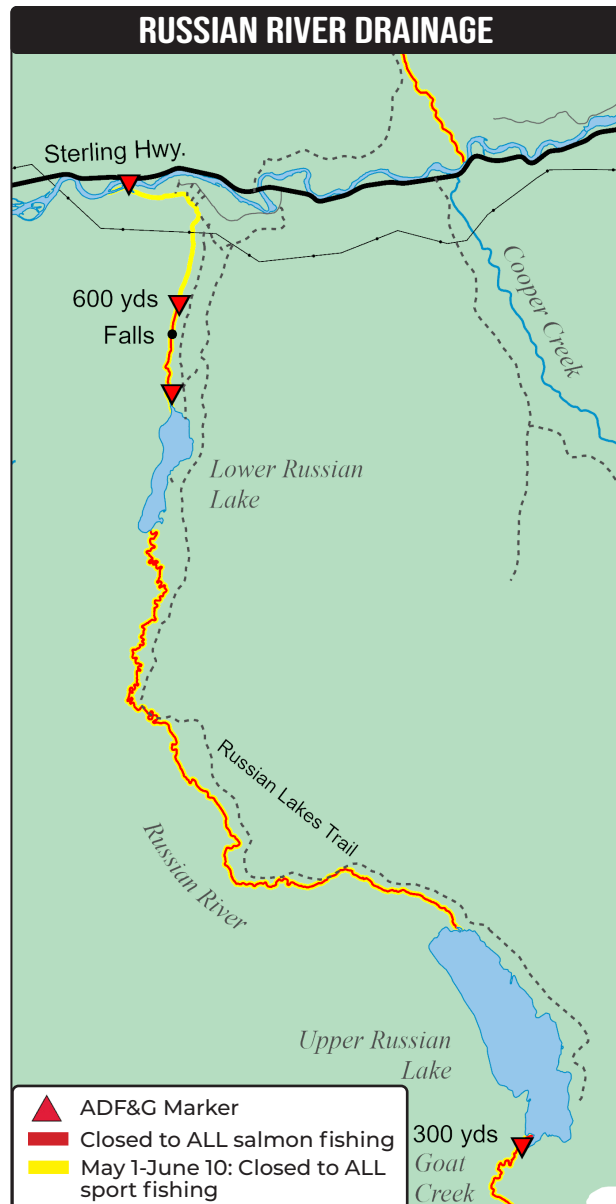 RUSSIAN RIVER DRAINAGE
Sterling Hwy.
Cooper Creek
600 yds
Falls
Lower Russian
Lake
Russian Lakes Trail
Russian River
Upper Russian
Lake
300 yds
Goat
Creek
ADF&G Marker
Closed to ALL salmon fishing
May 1-June 10: Closed to ALL
sport fishing